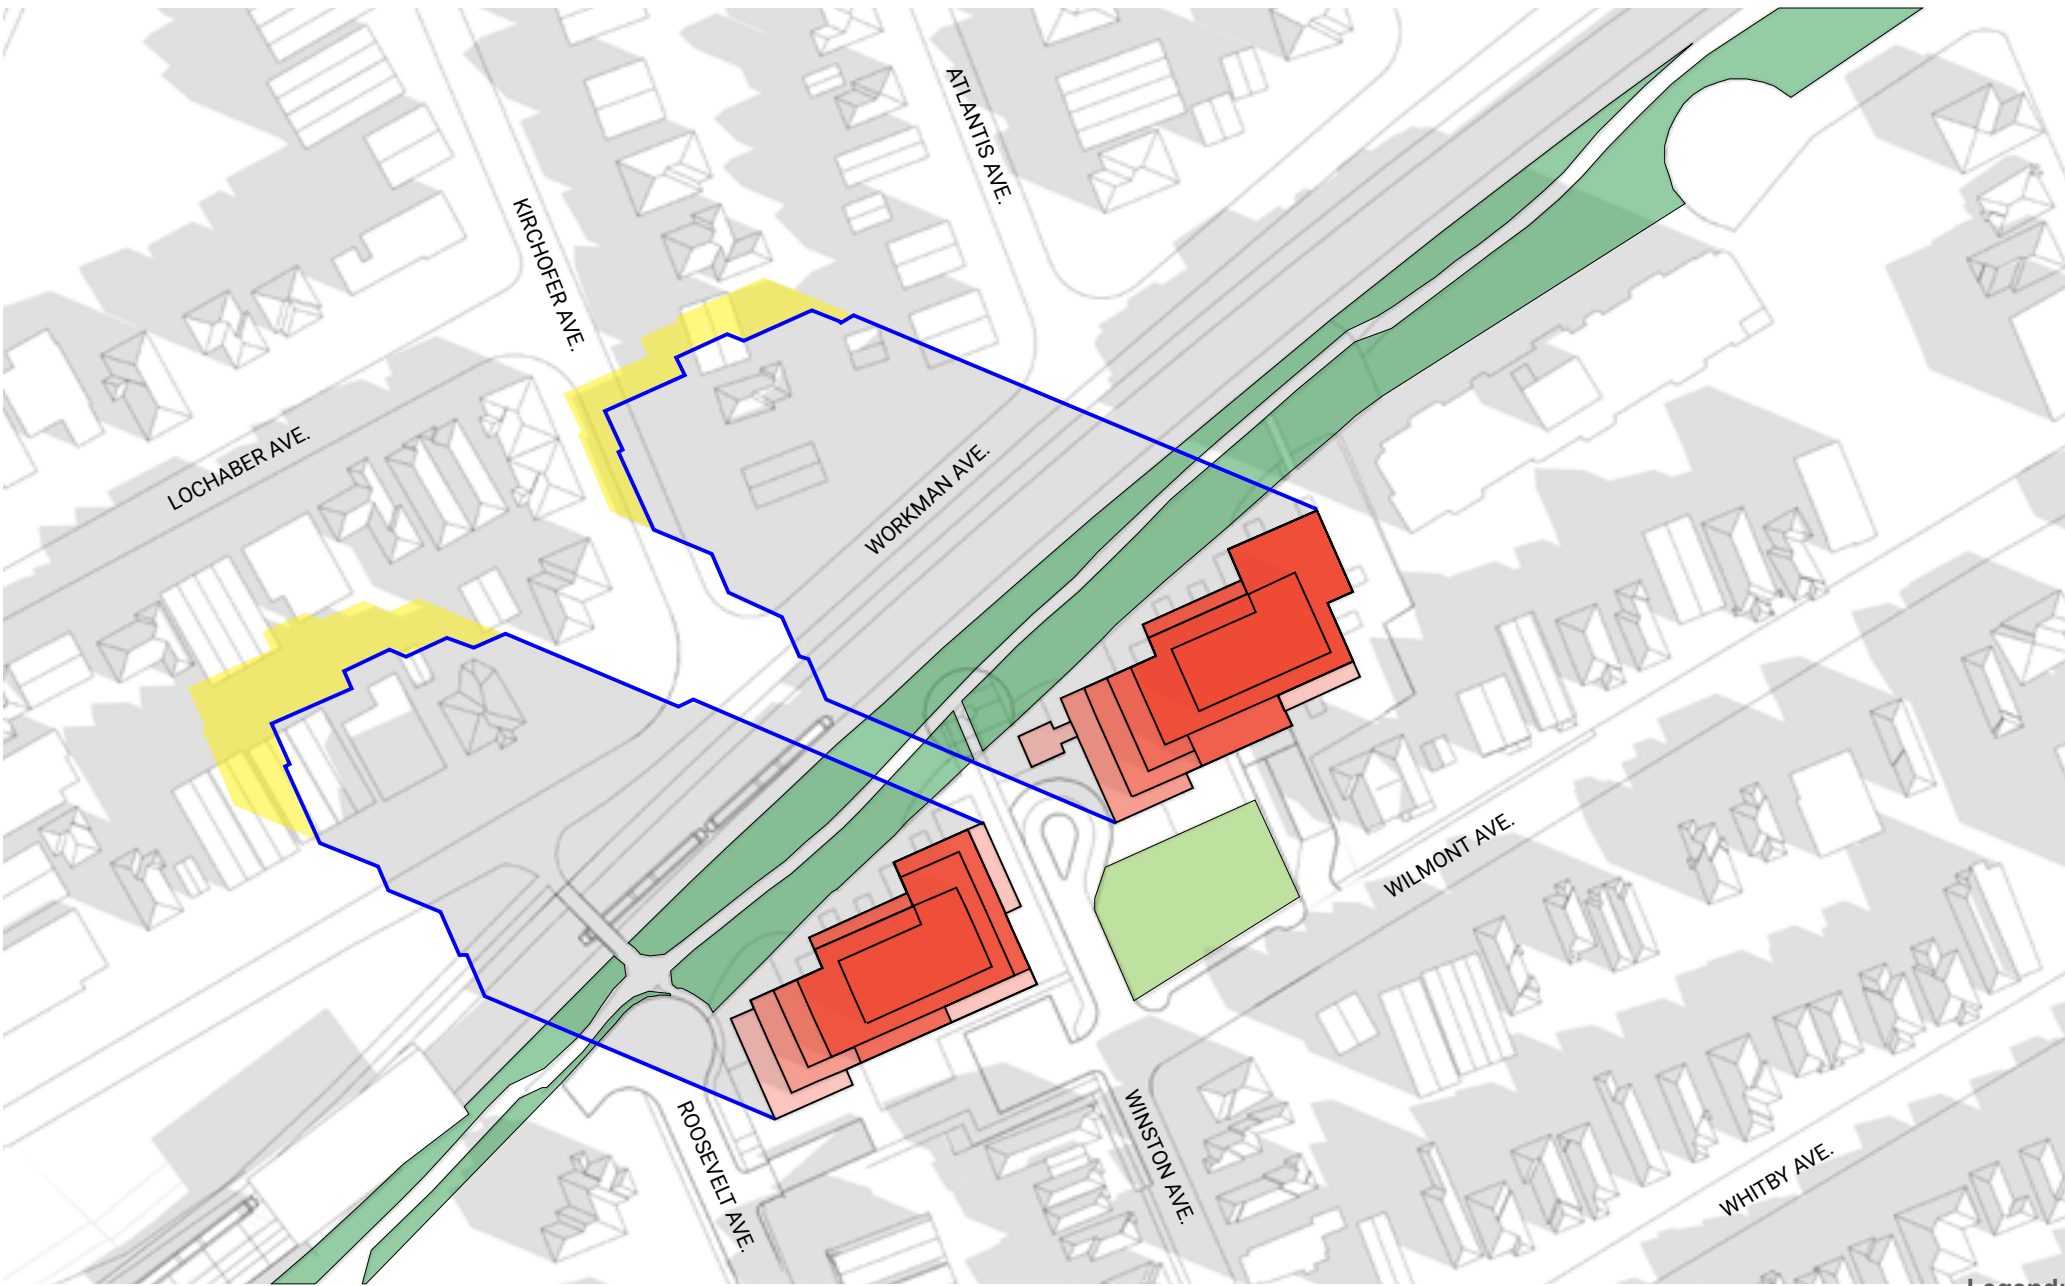 ATLANTIS AVE.
KIRCHOFER AVE.
LOCHABER AVE.
WORKMAN AVE.
WILMONT AVE.
ROOSEVELT AVE.
WINSTON AVE.
WHITBY AVE.